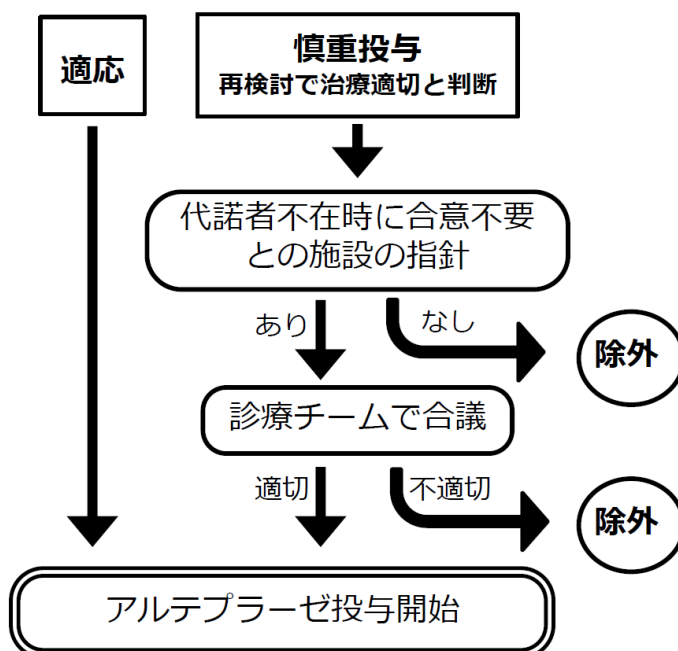 適応
慎重投与
再検討で治療適切と判断
代諾者不在時に合意不要
との施設の指針
あり
なし
除外
診療チームで合議
適切
不適切
除外
アルテプラーゼ投与開始